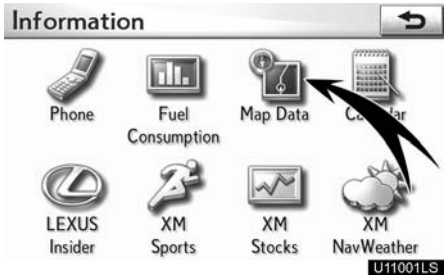 Information
Phone
Fuel
Consumption
Map Data
LEXUS
Insider
XM
Sports
XM
Stocks
XM
NavWeather
U11001LS